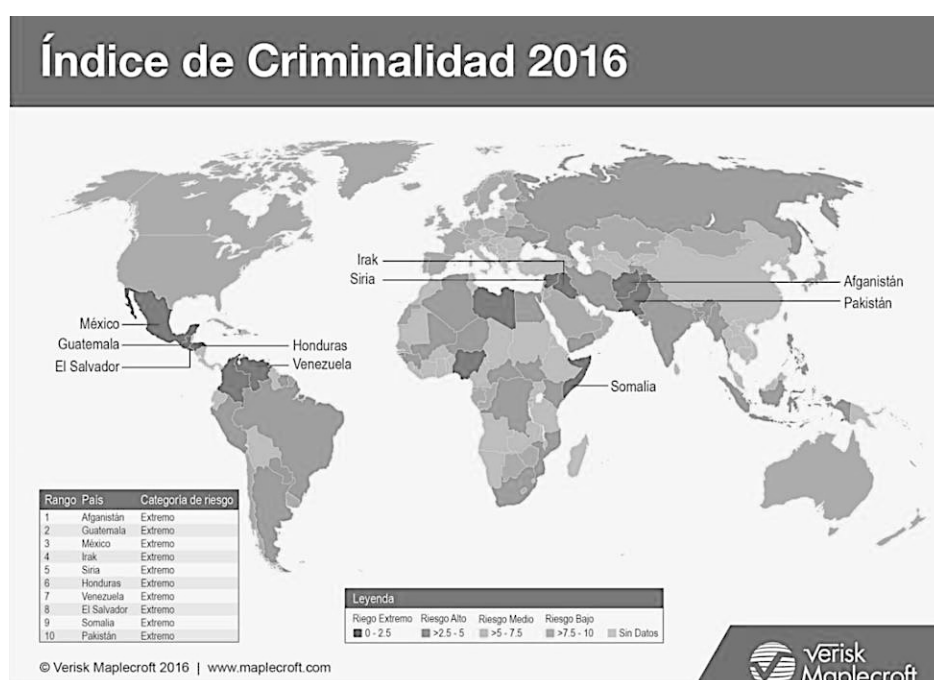 Índice de Criminalidad 2016
Irak
Siria
Afganistán
Pakistán
México
Guatemala
El Salvador
Honduras
Venezuela
Somalia
Rango País Categoría de riesgo
1 Afganistán Extremo
2 Guatemala Extremo
3 México Extremo
4 Irak Extremo
5 Siria Extremo
6 Honduras Extremo
7 Venezuela Extremo
8 El Salvador Extremo
9 Somalia Extremo
10 Pakistán Extremo
Leyenda
Riego Extremo Riesgo Alto Riesgo Medio Riesgo Bajo
0 - 2.5 >2.5 - 5 >5 - 7.5 >7.5 - 10 Sin Datos
© Verisk Maplecroft 2016 | www.maplecroft.com
Verisk
Maplecroft